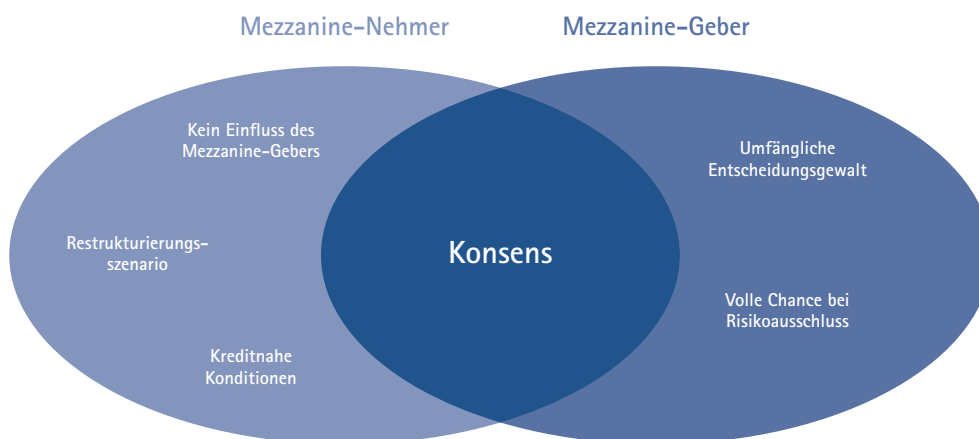 Mezzanine-Nehmer
Mezzanine-Geber
Kein Einfluss des
Mezzanine-Gebers
Restrukturierungs-
szenario
Kreditnahe
Konditionen
Konsens
Umfängliche
Entscheidungsgewalt
Volle Chance bei
Risikoausschluss